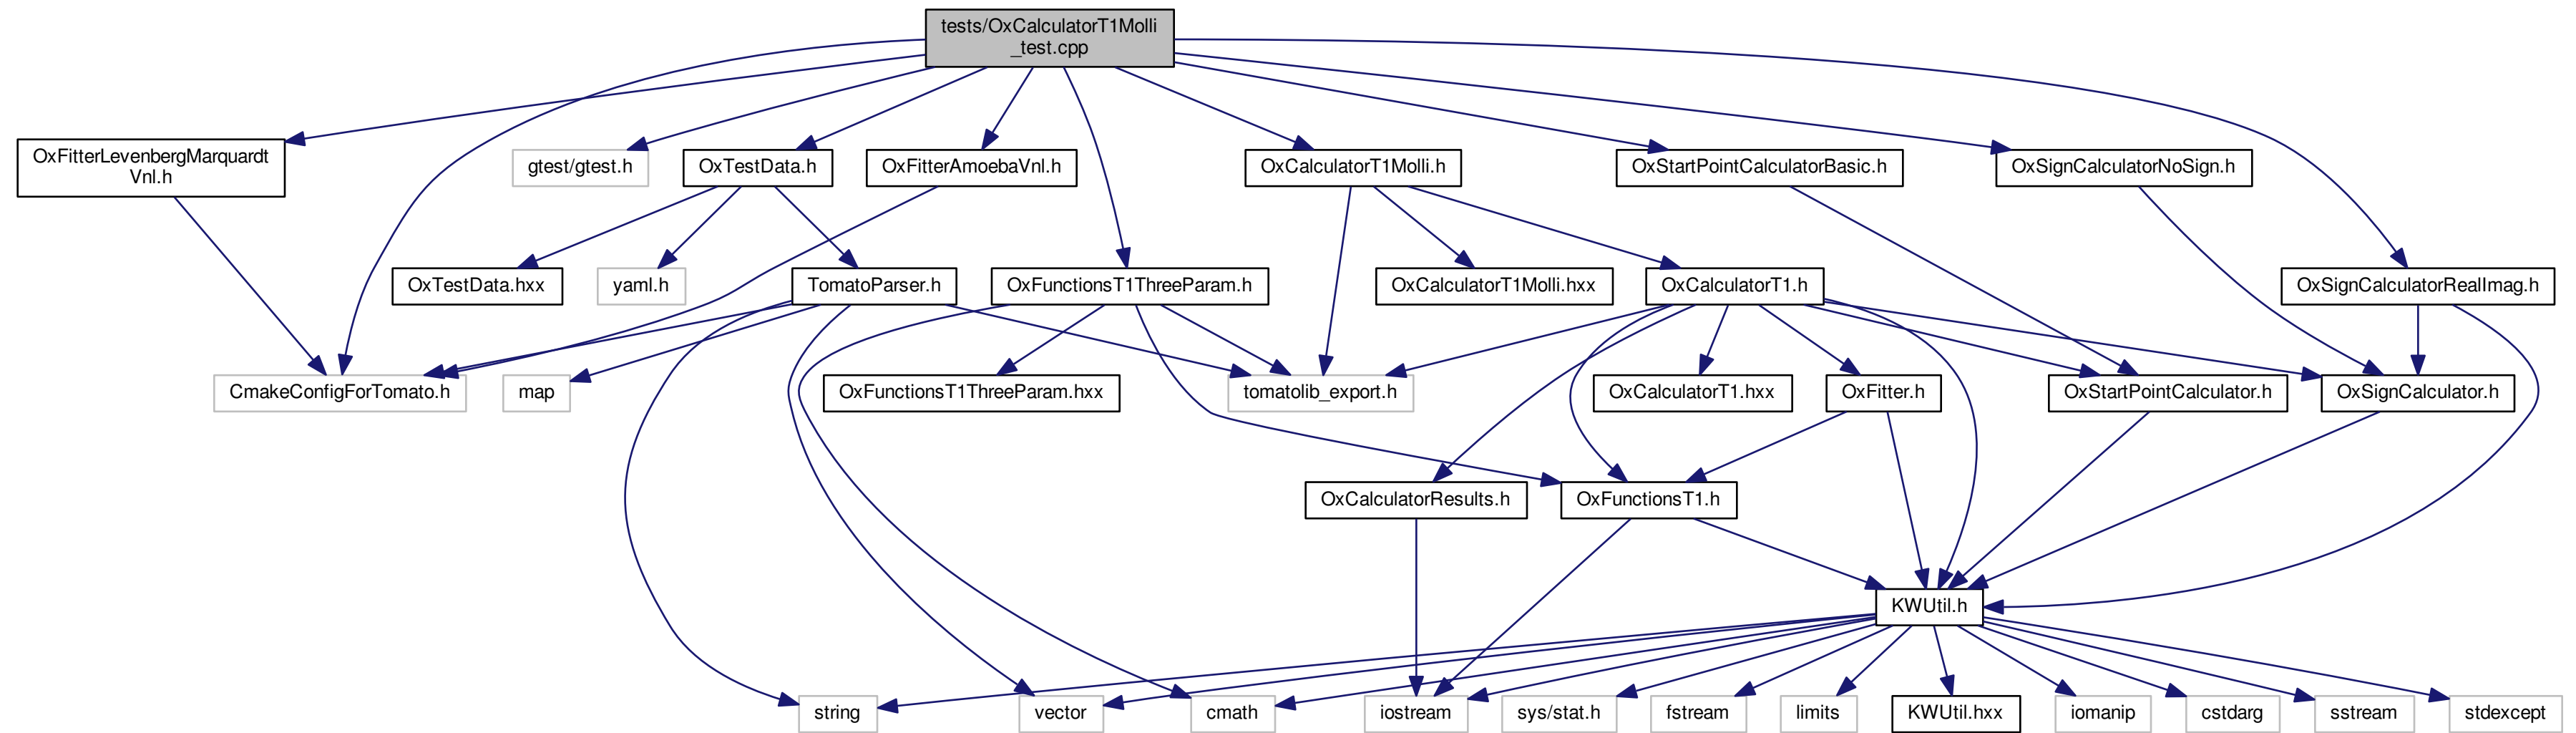 tests/OxCalculatorT1Molli
_test.cpp
OxFitterLevenbergMarquardt
Vnl.h
gtest/gtest.h
OxTestData.h
OxFitterAmoebaVnl.h
OxCalculatorT1Molli.h
OxStartPointCalculatorBasic.h
OxSignCalculatorNoSign.h
OxTestData.hxx
yaml.h
TomatoParser.h
OxFunctionsT1ThreeParam.h
OxCalculatorT1Molli.hxx
OxCalculatorT1.h
OxSignCalculatorRealImag.h
CmakeConfigForTomato.h
map
OxFunctionsT1ThreeParam.hxx
tomatolib_export.h
OxCalculatorT1.hxx
OxFitter.h
OxStartPointCalculator.h
OxSignCalculator.h
OxCalculatorResults.h
OxFunctionsT1.h
KWUtil.h
string
vector
cmath
iostream
sys/stat.h
fstream
limits
KWUtil.hxx
iomanip
cstdarg
sstream
stdexcept